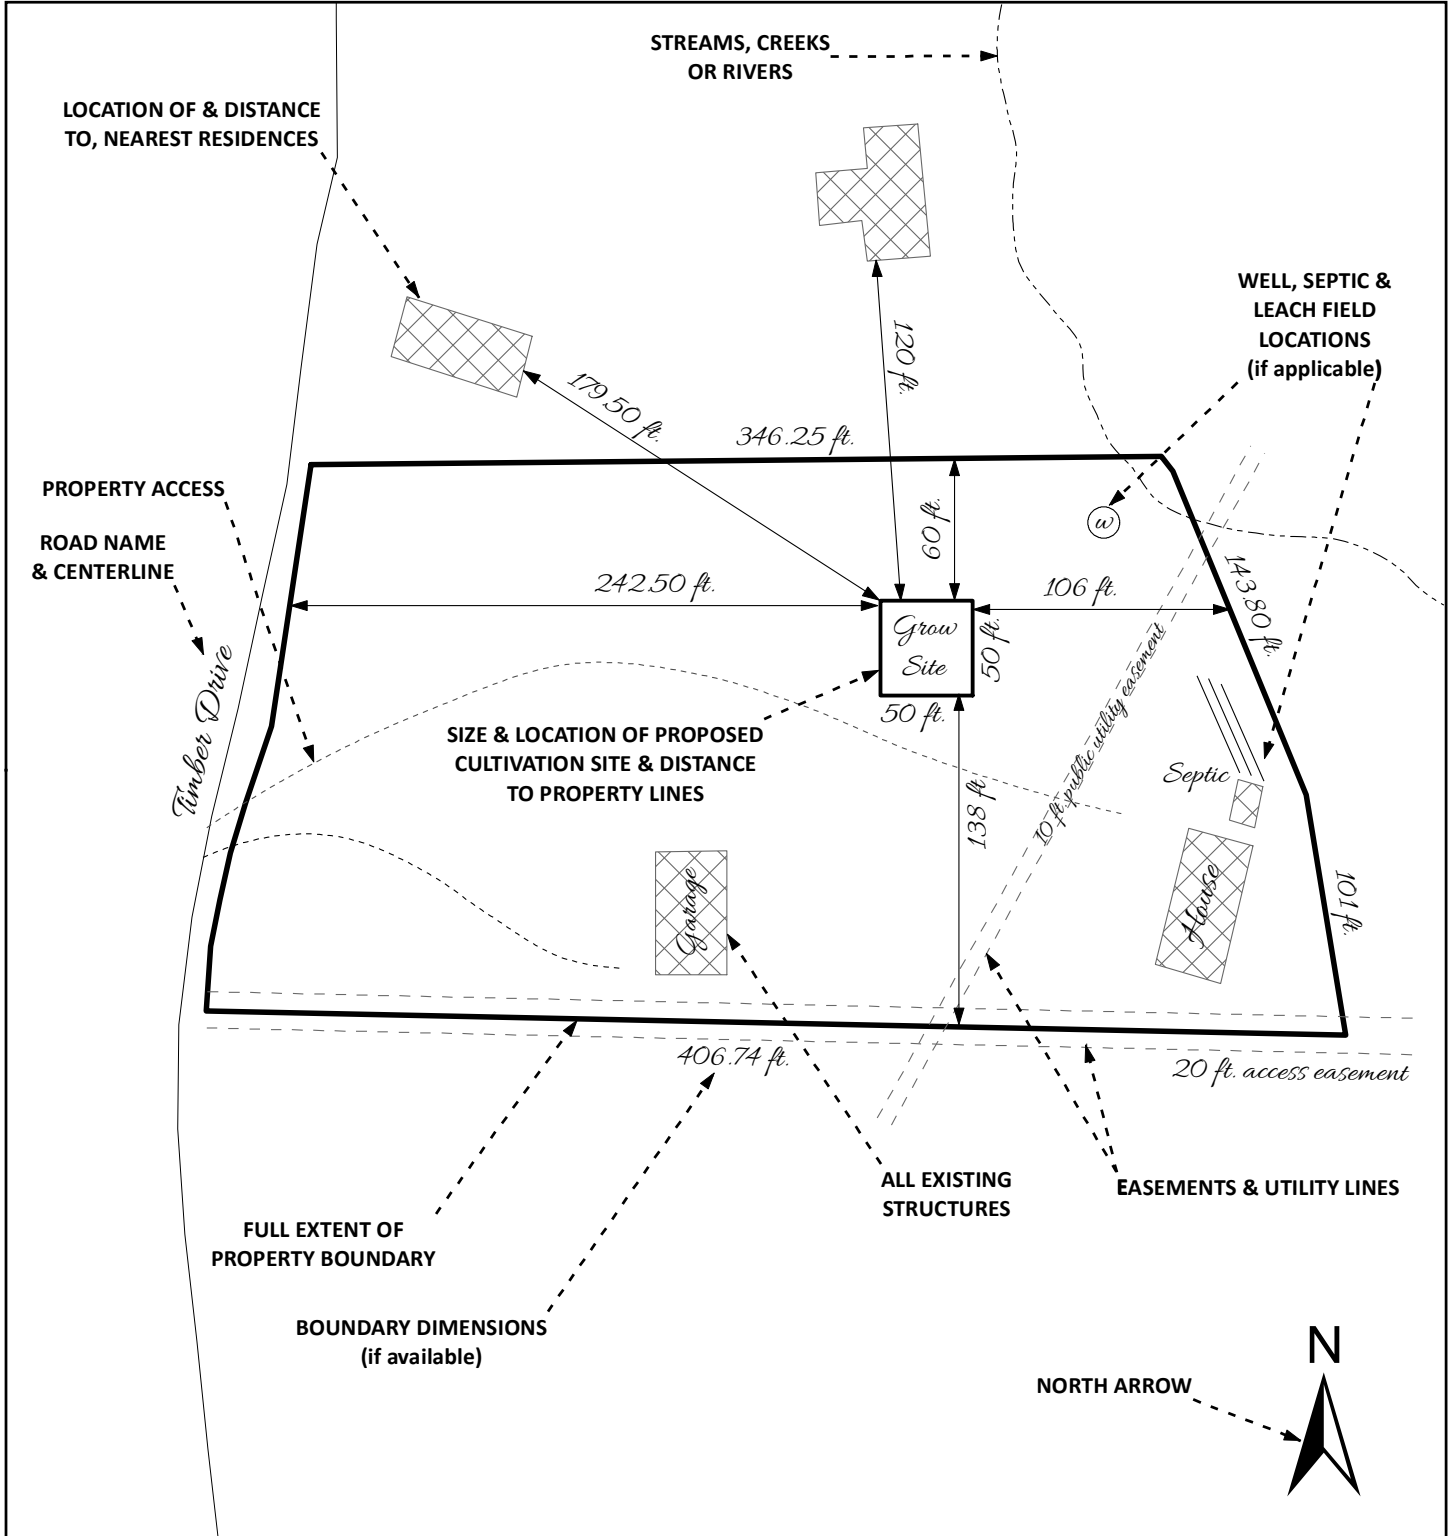 STREAMS, CREEKS
OR RIVERS
LOCATION OF & DISTANCE
TO, NEAREST RESIDENCES
WELL, SEPTIC &
LEACH FIELD
LOCATIONS
(if applicable)
120 ft.
179.50 ft.
346.25 ft.
PROPERTY ACCESS
ROAD NAME
& CENTERLINE
w
60 ft.
242.50 ft.
106 ft.
143.80 ft.
Grow
Site
50 ft.
50 ft.
Timber Drive
SIZE & LOCATION OF PROPOSED
CULTIVATION SITE & DISTANCE
TO PROPERTY LINES
10 ft public utility easement
138 ft
Septic
Garage
House
101 ft.
406.74 ft.
20 ft. access easement
ALL EXISTING
STRUCTURES
EASEMENTS & UTILITY LINES
FULL EXTENT OF
PROPERTY BOUNDARY
BOUNDARY DIMENSIONS
(if available)
N
NORTH ARROW